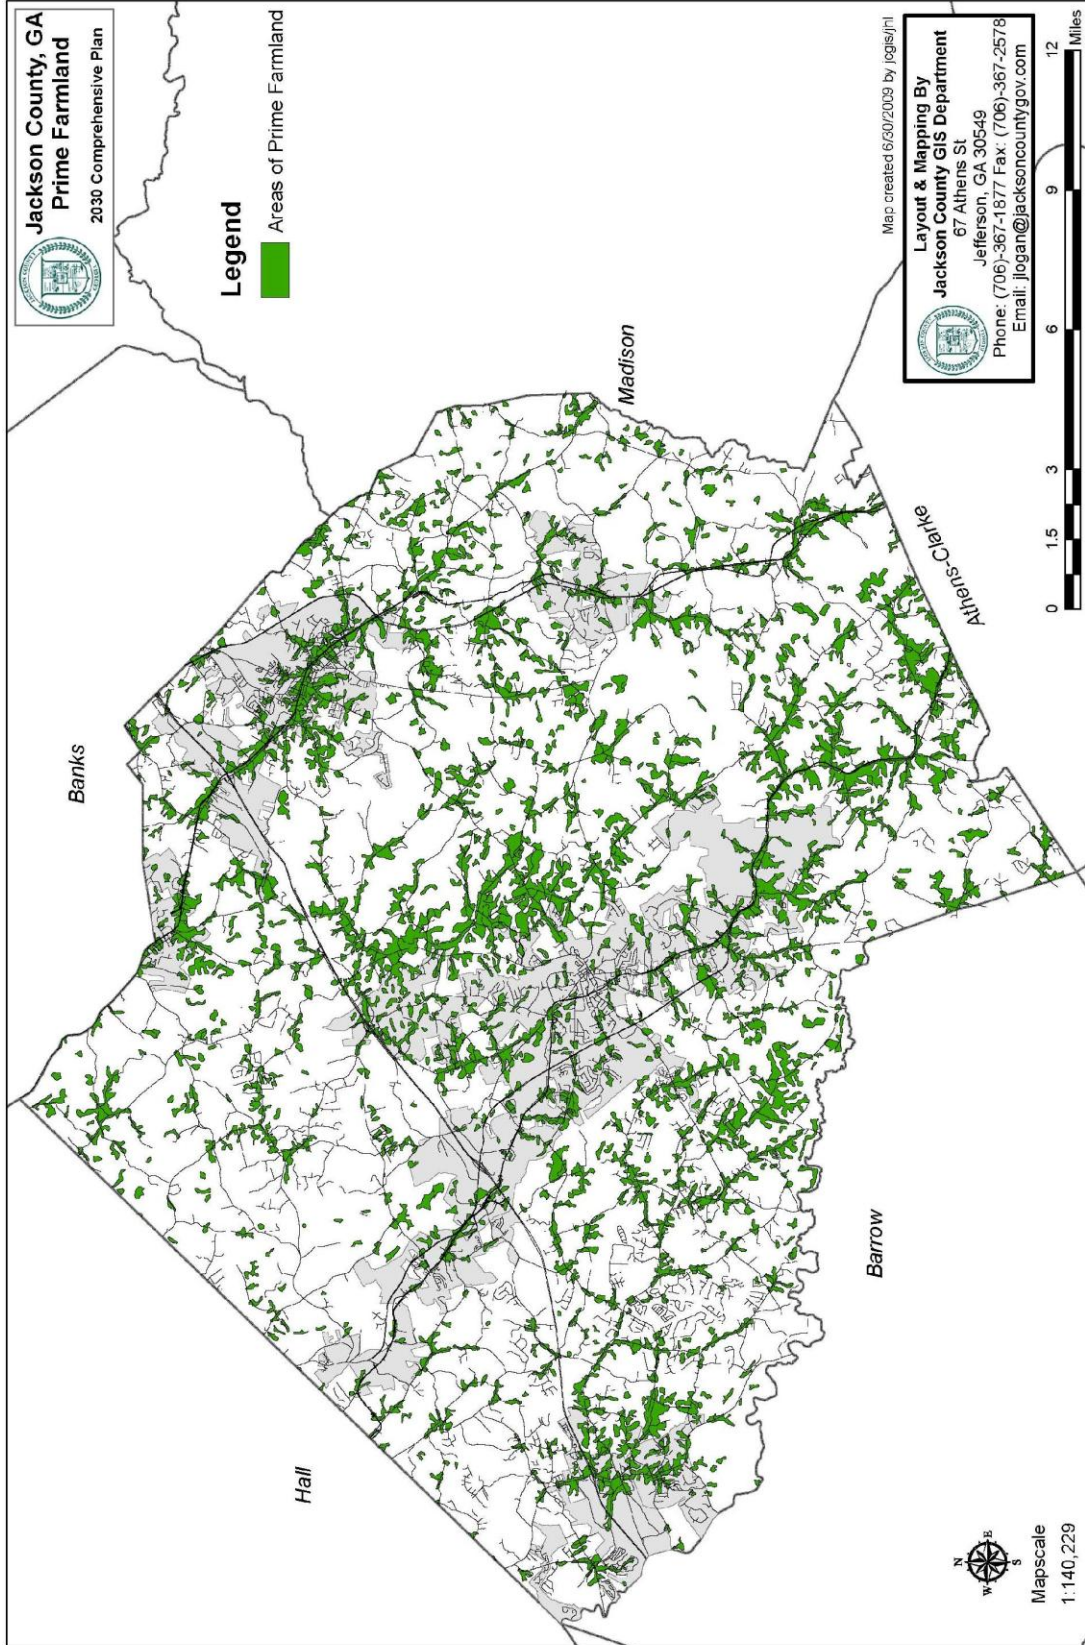 Jackson County, GA
Prime Farmland
2030 Comprehensive Plan
Legend
Areas of Prime Farmland
Banks
Hall
Madison
Barrow
Athens-Clarke
N
W
E
S
Mapscale
1:140,229
Map created 6/30/2009 by jcgis/jhl
Layout & Mapping By
Jackson County GIS Department
67 Athens St
Jefferson, GA 30549
Phone: (706)-367-1877 Fax: (706)-367-2578
Email: jlogan@jacksoncountygov.com
0 1.5 3 6 9 12
Miles